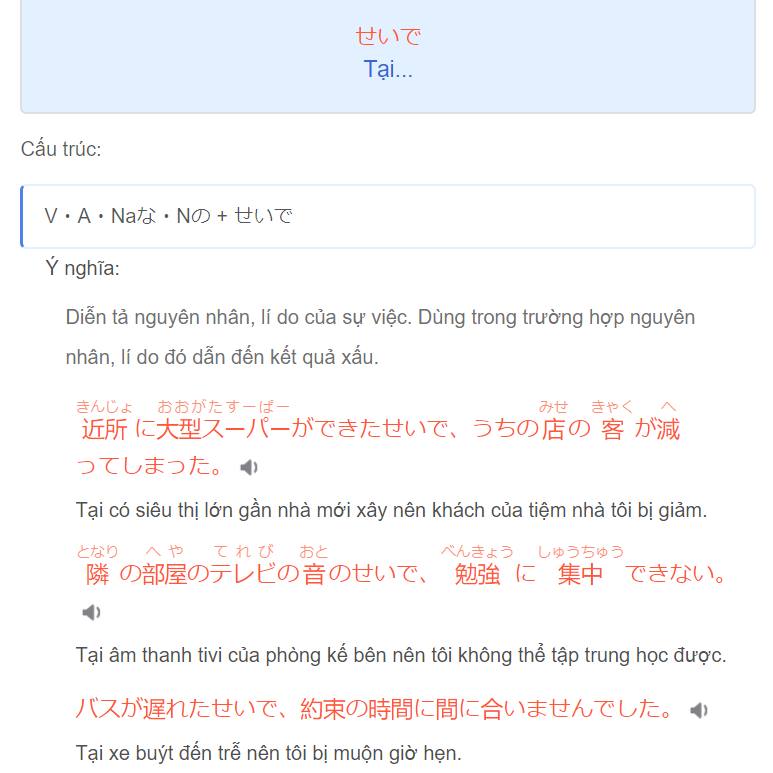 せいで
Tại...
Cấu trúc:
V・A・Naな・Nの + せいで
Ý nghĩa:
Diễn tả nguyên nhân, lí do của sự việc. Dùng trong trường hợp nguyên
nhân, lí do đó dẫn đến kết quả xấu.
きんじょ おおがたすーぱー みせ きゃく へ
近所に大型スーパーができたせいで、うちの店の客が減
ってしまった。
Tại có siêu thị lớn gần nhà mới xây nên khách của tiệm nhà tôi bị giảm.
となり へや てれび おと べんきょう しゅうちゅう
隣の部屋のテレビの音のせいで、勉強に集中できない。
Tại âm thanh tivi của phòng kế bên nên tôi không thể tập trung học được.
バスが遅れたせいで、約束の時間に間に合いませんでした。
Tại xe buýt đến trễ nên tôi bị muộn giờ hẹn.